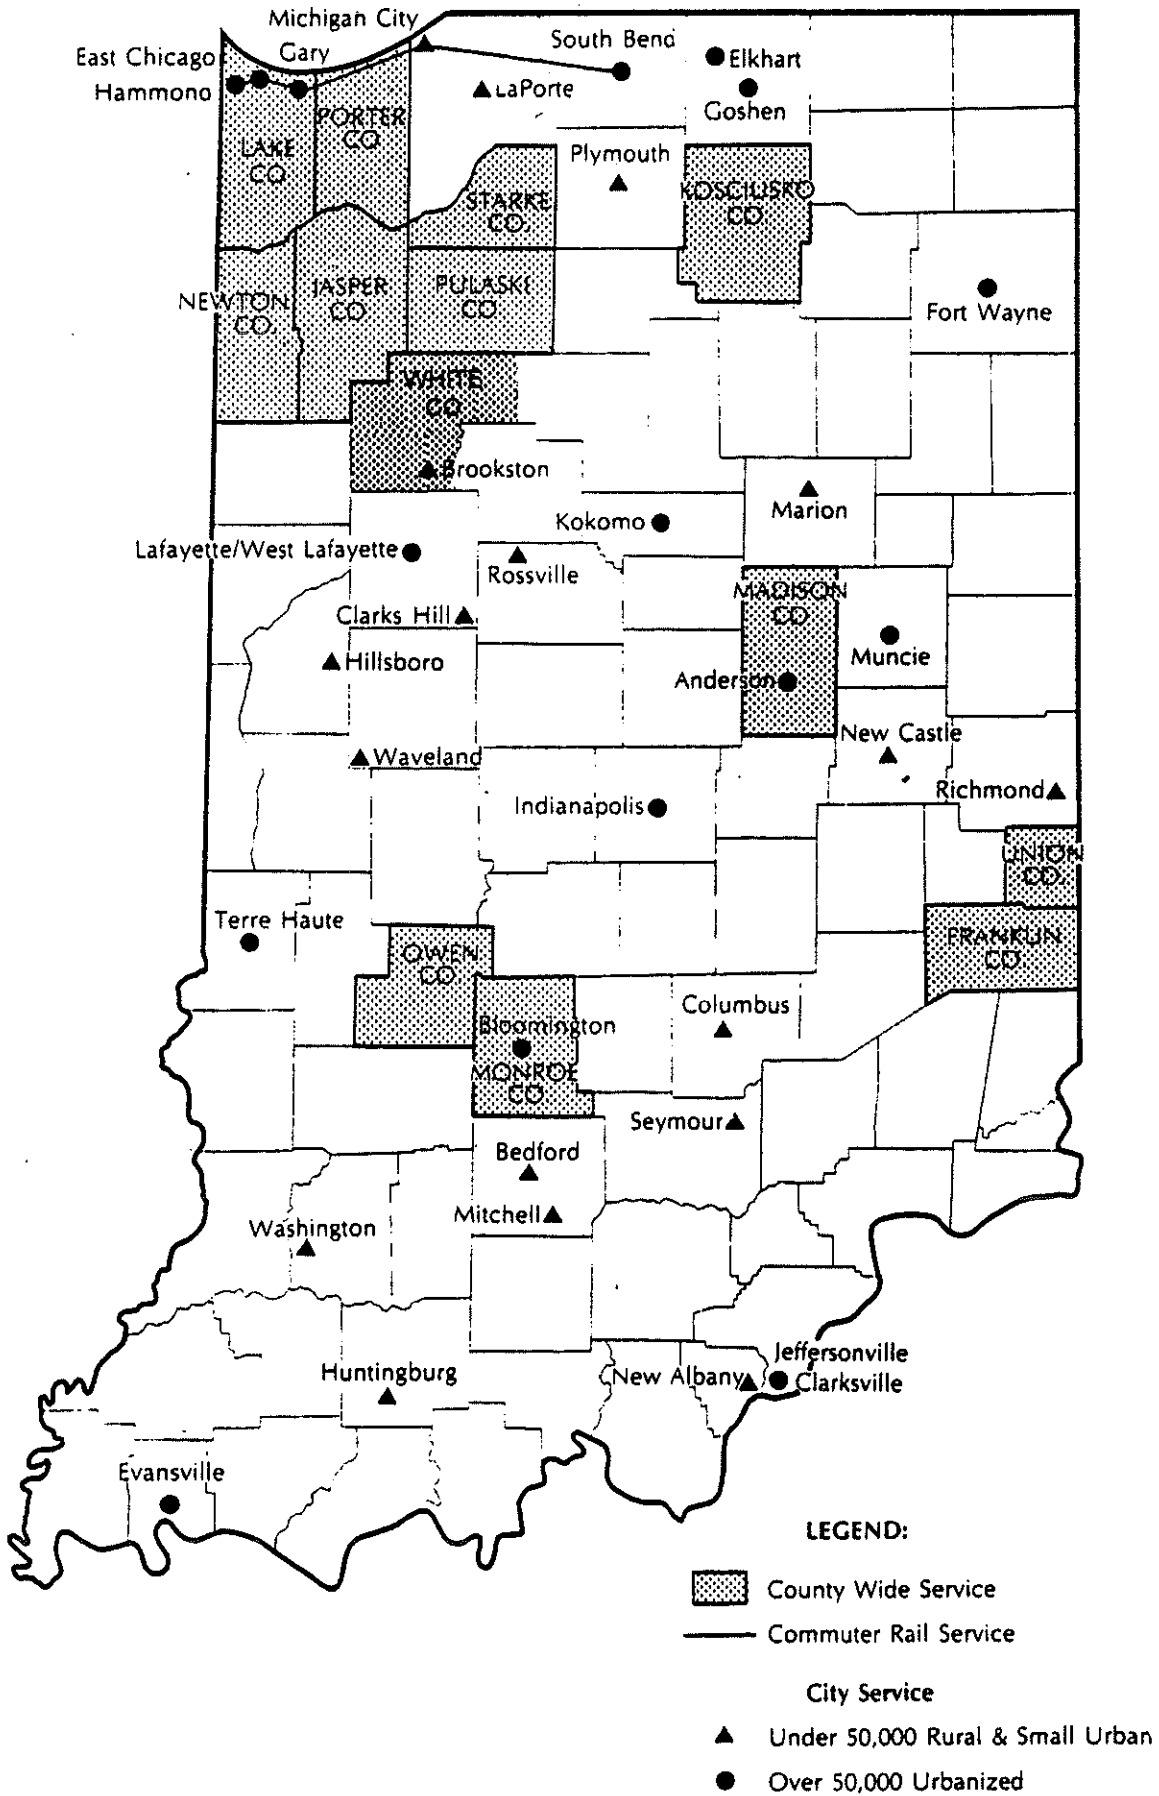 Michigan City
East Chicago
Gary
South Bend
Elkhart
Hammond
LaPorte
Goshen
PORTER
CO
LAKE
CO
Plymouth
STARKE
CO.
KOSCIUSKO
CO
NEWTON
CO.
JASPER
CO
PULASKI
CO
Fort Wayne
WHITE
CO
Brookston
Marion
Kokomo
Lafayette/West Lafayette
Rossville
MADISON
CO
Clarks Hill
Muncie
Hillsboro
Anderson
New Castle
Waveland
Richmond
Indianapolis
UNION
CO.
Terre Haute
OWEN
CO
FRANKLIN
CO.
Columbus
Bloomington
MONROE
CO
Seymour
Bedford
Mitchell
Washington
Jeffersonville
Huntingburg
New Albany
Clarksville
Evansville
LEGEND:
County Wide Service
Commuter Rail Service
City Service
Under 50,000 Rural & Small Urban
Over 50,000 Urbanized